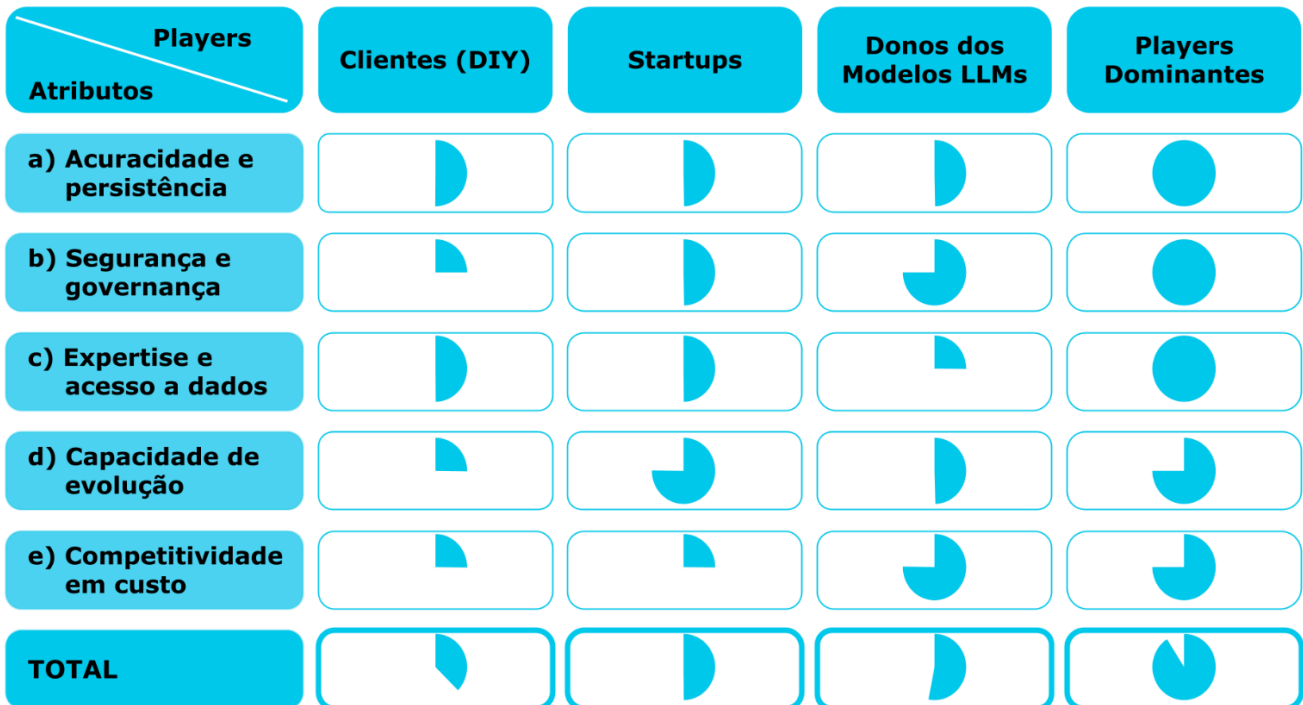 Players
Atributos
Clientes (DIY)
Startups
Donos dos
Modelos LLMs
Players
Dominantes
a) Acuracidade e
persistência
b) Segurança e
governança
c) Expertise e
acesso a dados
d) Capacidade de
evolução
e) Competitividade
em custo
TOTAL